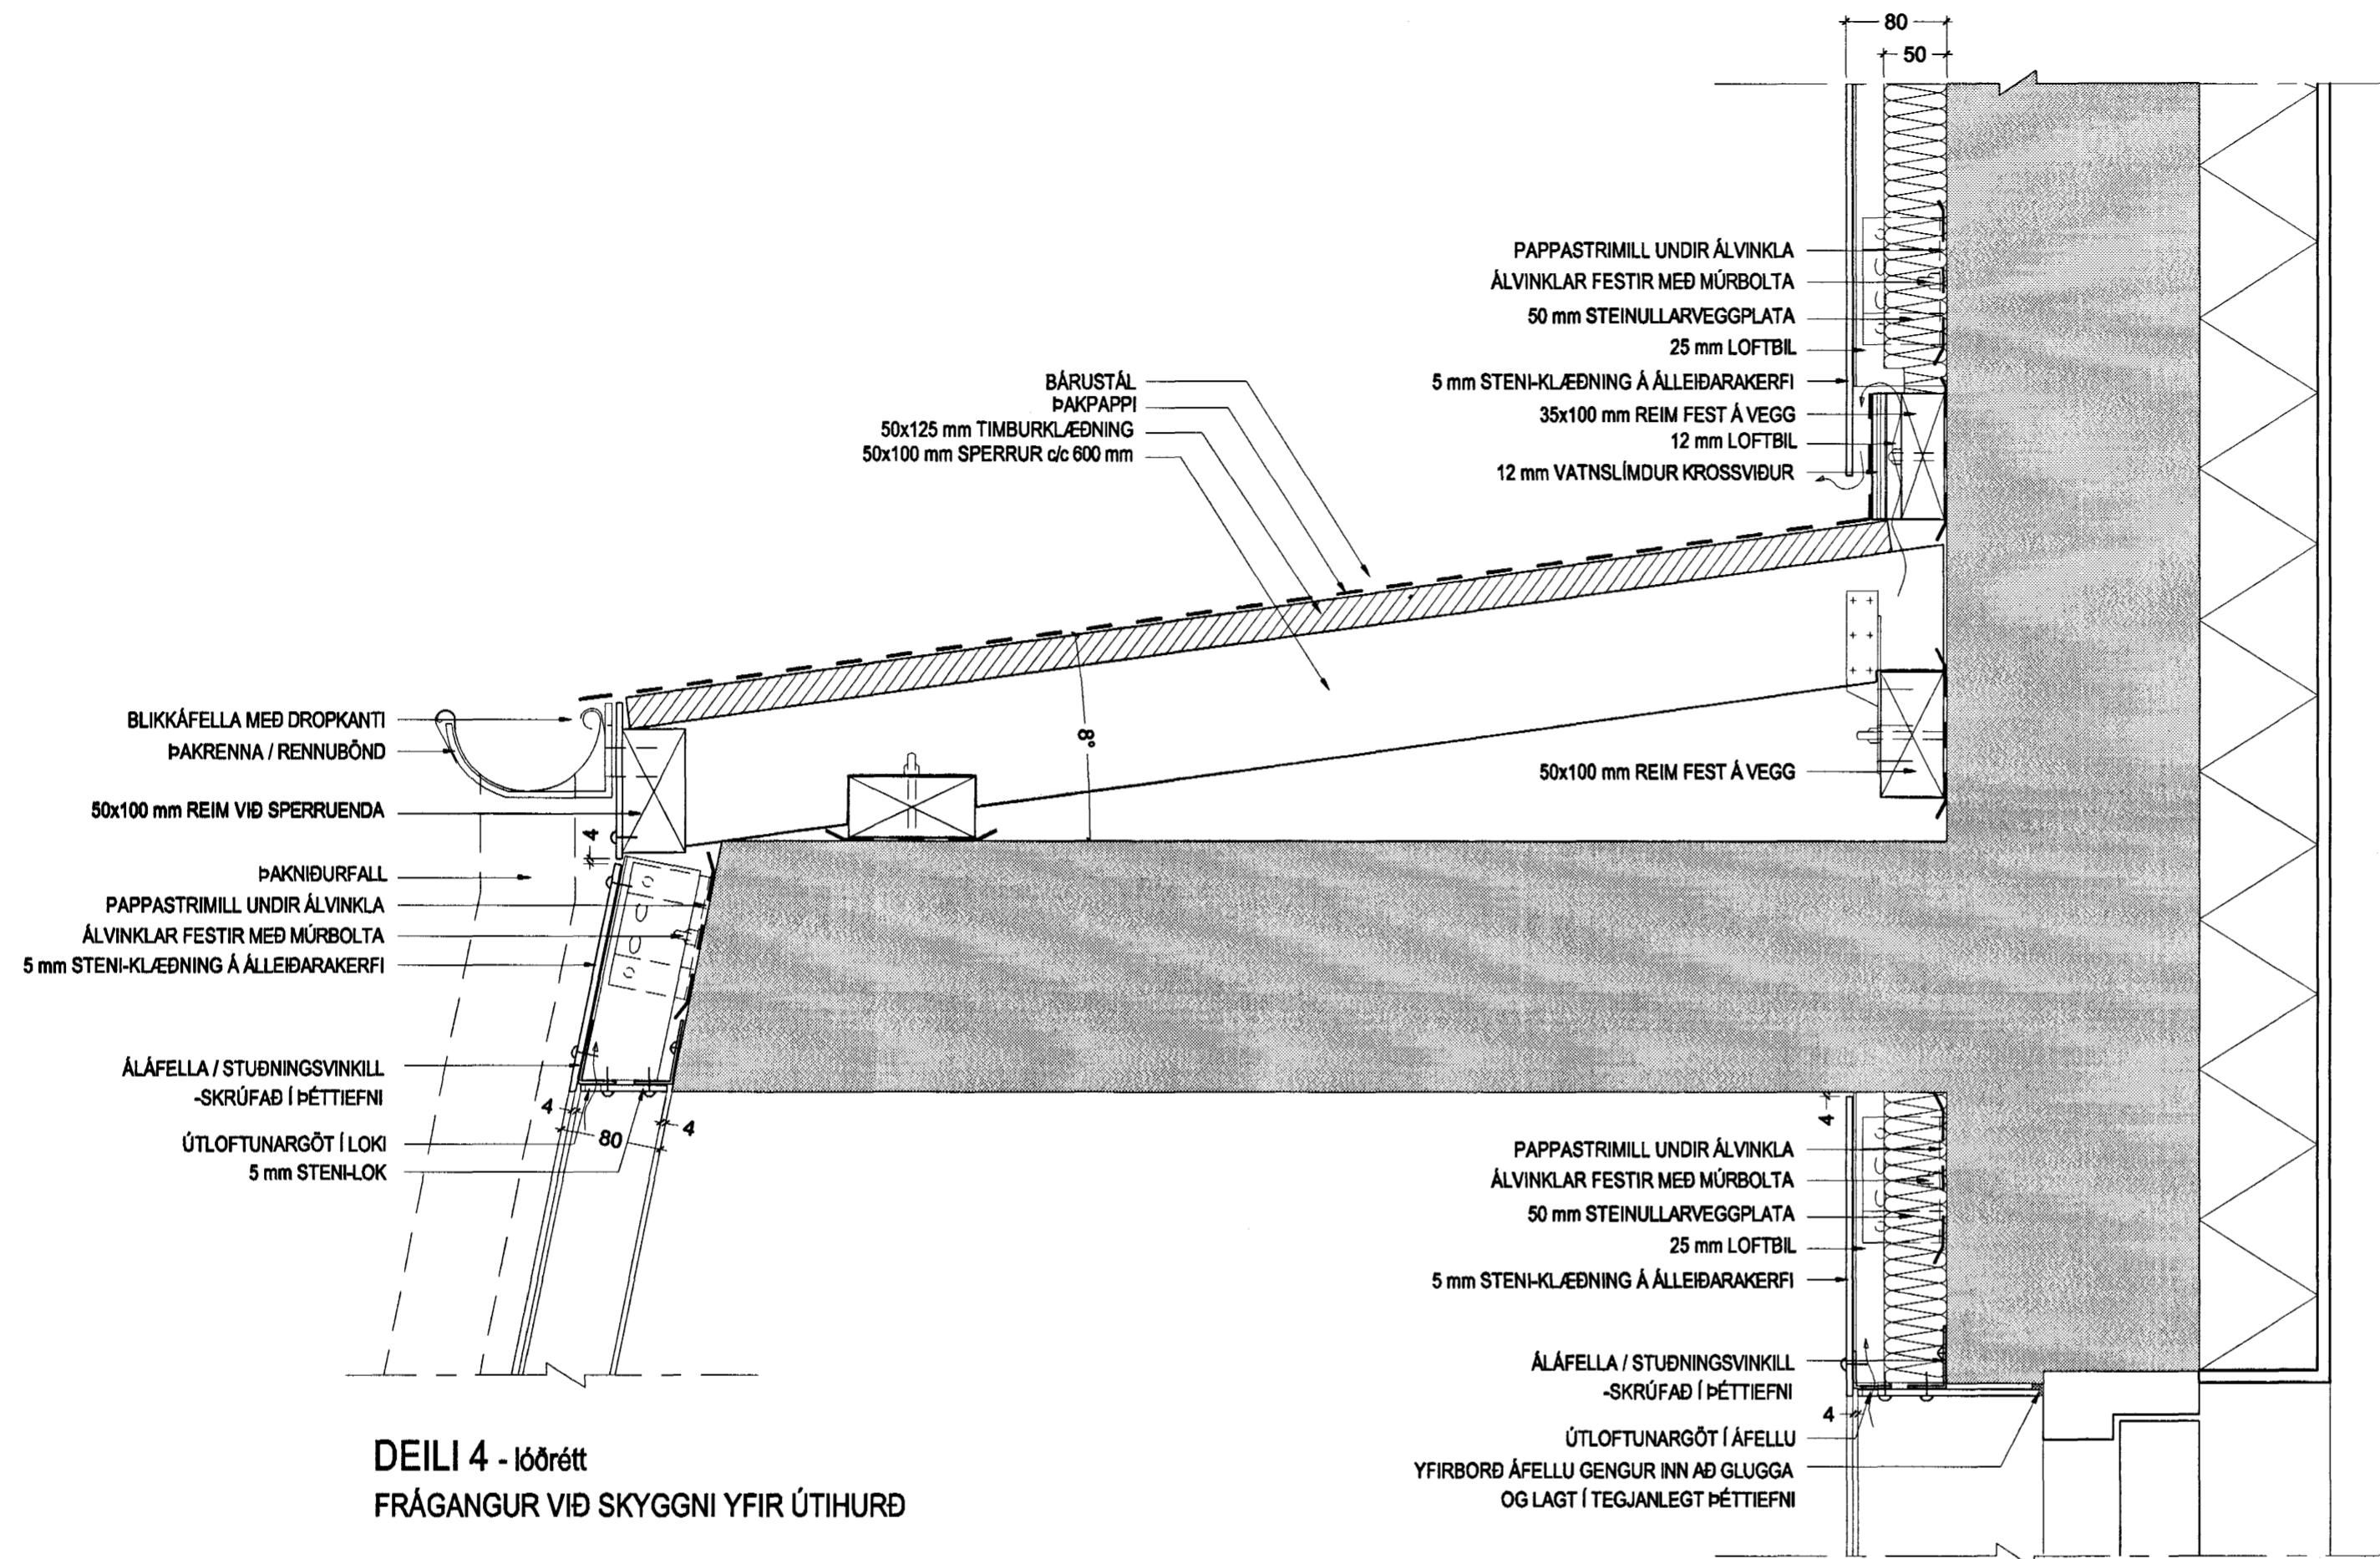 80
50
PAPPASTRIMILL UNDIR ÁLVINKLA
ÁLVINKLAR FESTIR MEÐ MÚRBOLTA
50 mm STEINULLARVEGGPLATA
25 mm LOFTBIL
5 mm STENI-KLÆÐNING Á ÁLLEIÐARAKERFI
35x100 mm REIM FEST Á VEGG
12 mm LOFTBIL
12 mm VATNSLÍMDUR KROSSVIÐUR
BÁRUSTÁL
ÞAKPAPPI
50x125 mm TIMBURKLÆÐNING
50x100 mm SPERRUR c/c 600 mm
8°
50x100 mm REIM FEST Á VEGG
BLIKKÁFELLA MEÐ DROPKANTI
ÞAKRENNA / RENNUBÖND
50x100 mm REIM VIÐ SPERRUENDA
4
ÞAKNIÐURFALL
PAPPASTRIMILL UNDIR ÁLVINKLA
ÁLVINKLAR FESTIR MEÐ MÚRBOLTA
5 mm STENI-KLÆÐNING Á ÁLLEIÐARAKERFI
ÁLÁFELLA / STUÐNINGSVINKILL
-SKRÚFAÐ Í ÞÉTTIEFNI
ÚTLOFTUNARGÖT Í LOKI
5 mm STENI-LOK
4
80
4
4
PAPPASTRIMILL UNDIR ÁLVINKLA
ÁLVINKLAR FESTIR MEÐ MÚRBOLTA
50 mm STEINULLARVEGGPLATA
25 mm LOFTBIL
5 mm STENI-KLÆÐNING Á ÁLLEIÐARAKERFI
ÁLÁFELLA / STUÐNINGSVINKILL
-SKRÚFAÐ Í ÞÉTTIEFNI
4
ÚTLOFTUNARGÖT Í ÁFELLU
YFIRBORÐ ÁFELLU GENGUR INN AÐ GLUGGA
OG LAGT Í TEGJANLEGT ÞÉTTIEFNI
DEILI 4 - lóðrétt
FRÁGANGUR VIÐ SKYGGNI YFIR ÚTIHURÐ